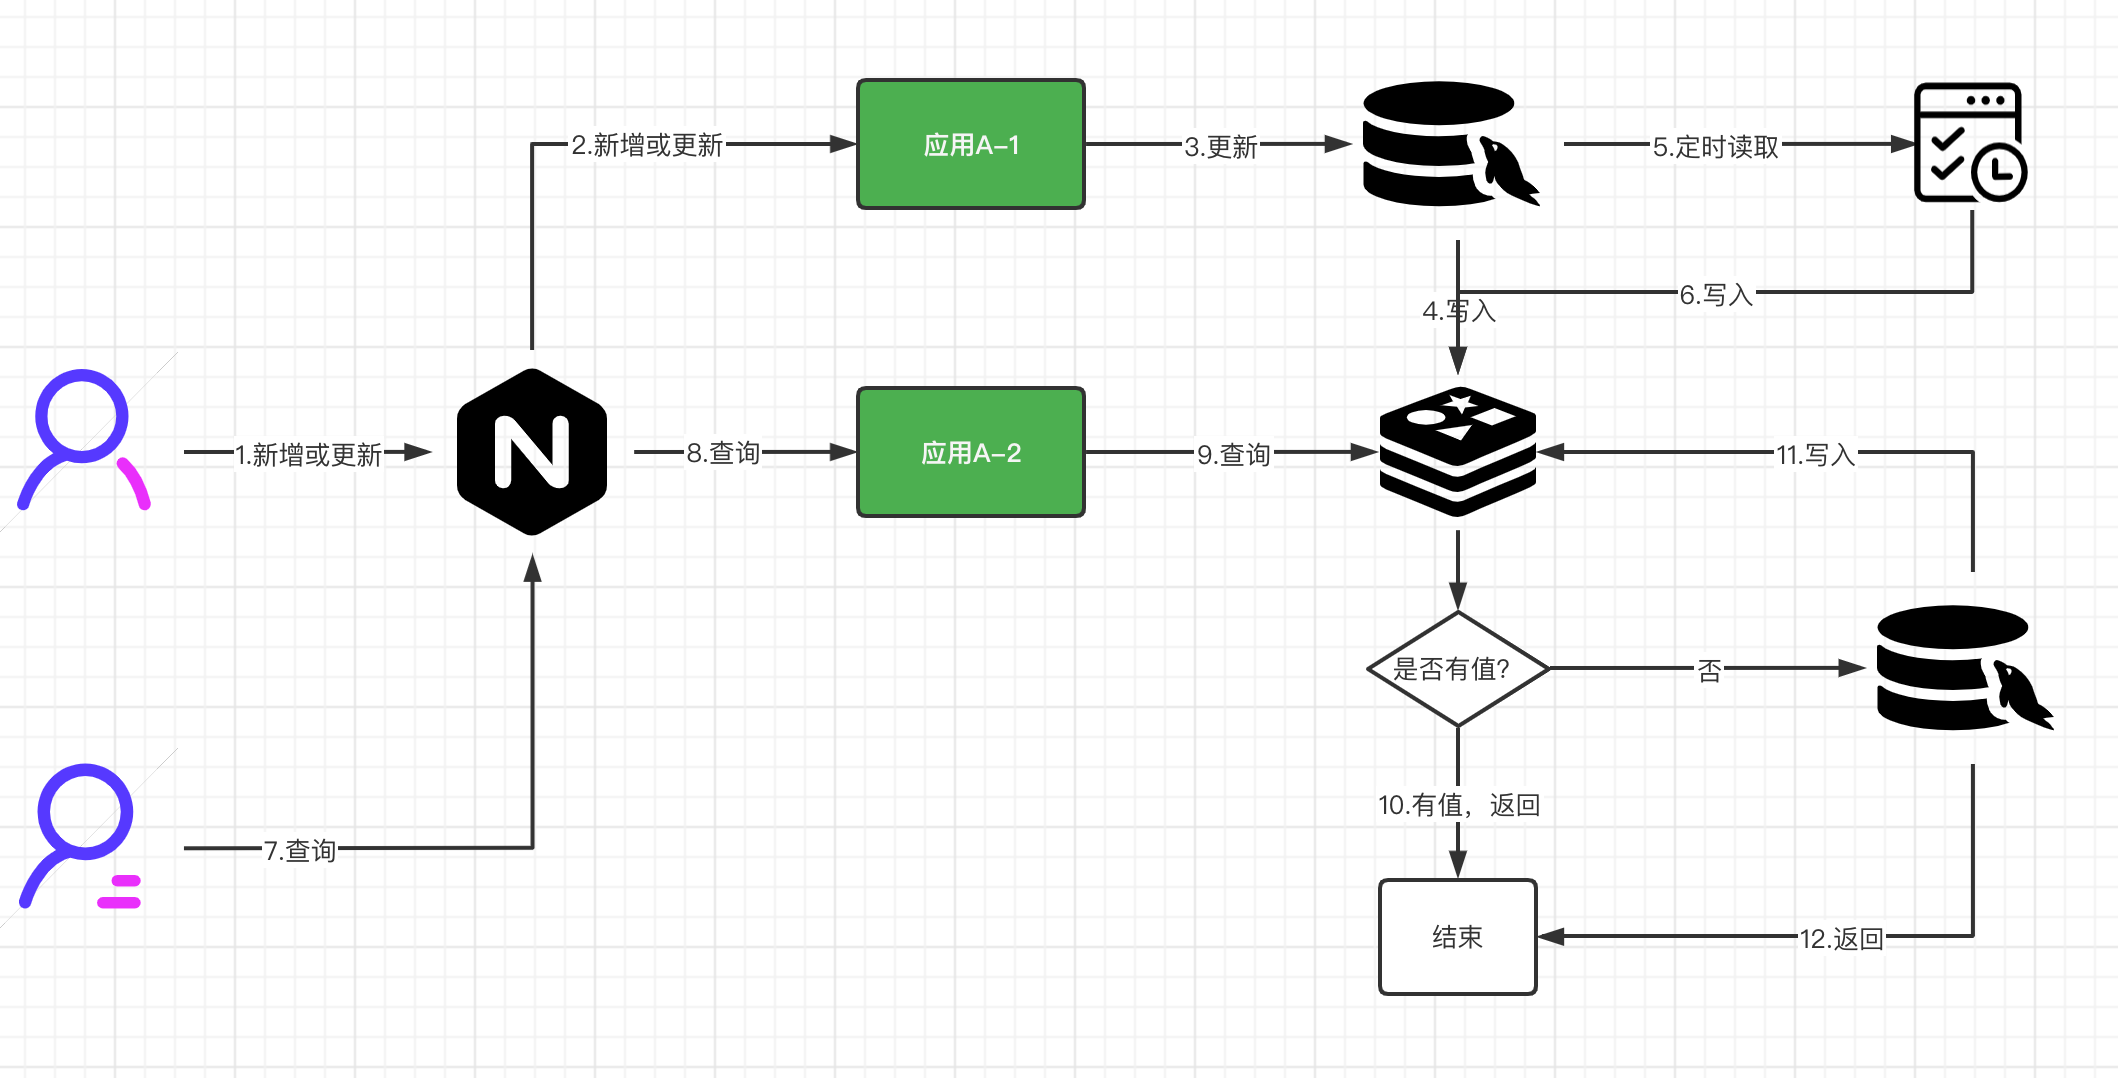 2.新增或更新
应用A-1
3.更新
5.定时读取
6.写入
4.写入
1.新增或更新
N
8.查询
应用A-2
9.查询
11.写入
是否有值?
否
10.有值，返回
7.查询
结束
12.返回